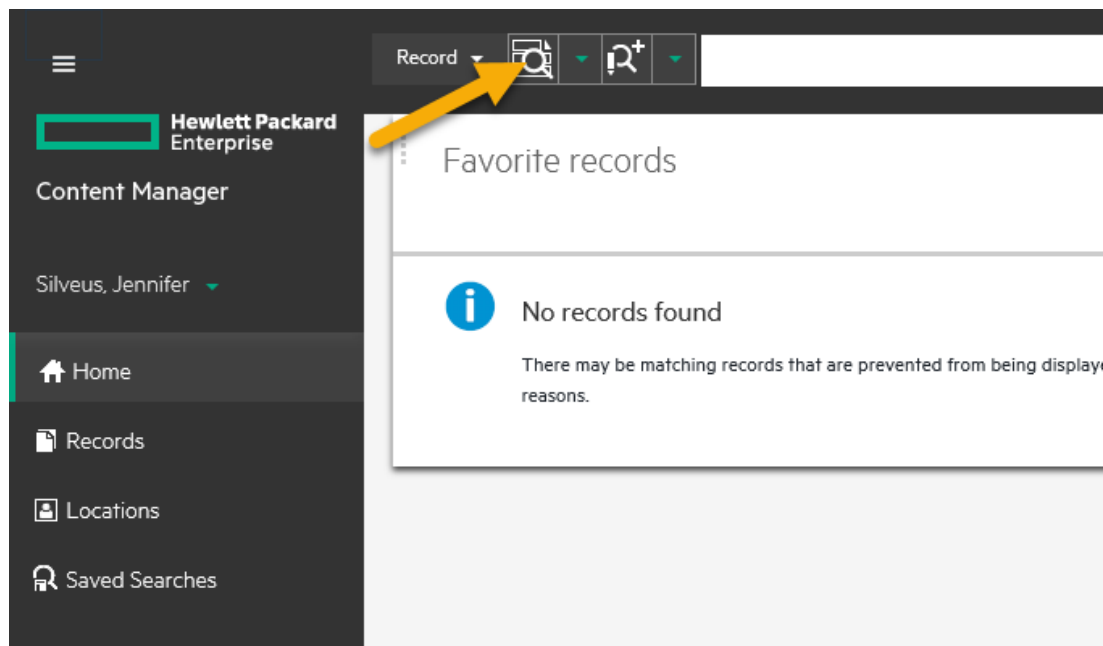 Record
Hewlett Packard
Enterprise
Content Manager
Silveus, Jennifer
Home
Records
Locations
Saved Searches
Favorite records
No records found
There may be matching records that are prevented from being displaye
reasons.